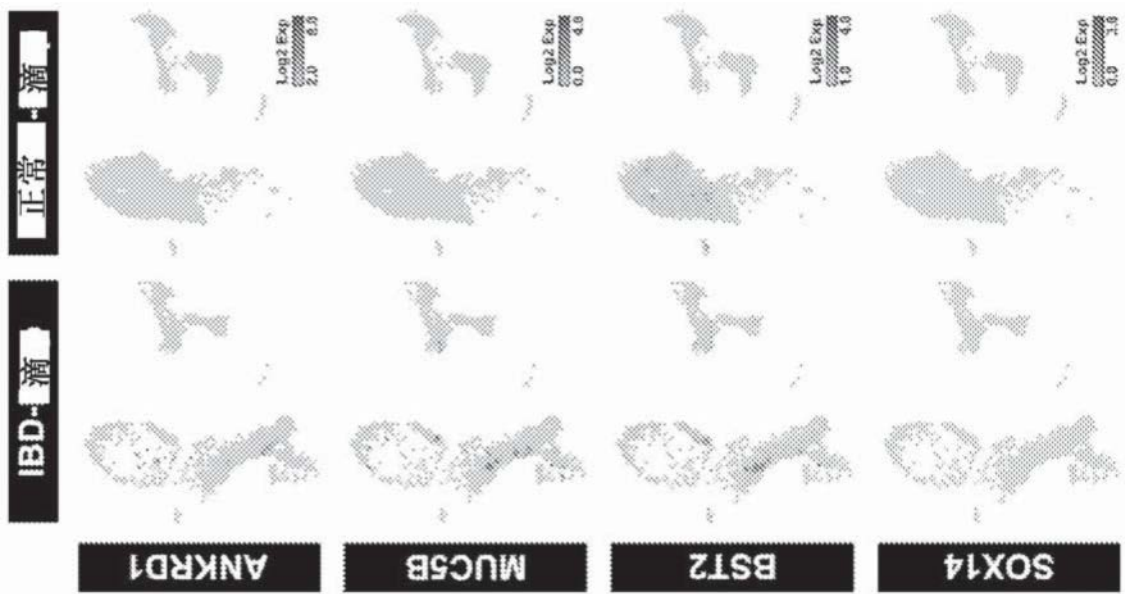 IBD-滴
正常 -滴
ANKRD1
Log2 Exp
2.0 8.0
MUC5B
Log2 Exp
0.0 4.0
BST2
Log2 Exp
1.0 4.0
SOX14
Log2 Exp
0.0 3.0